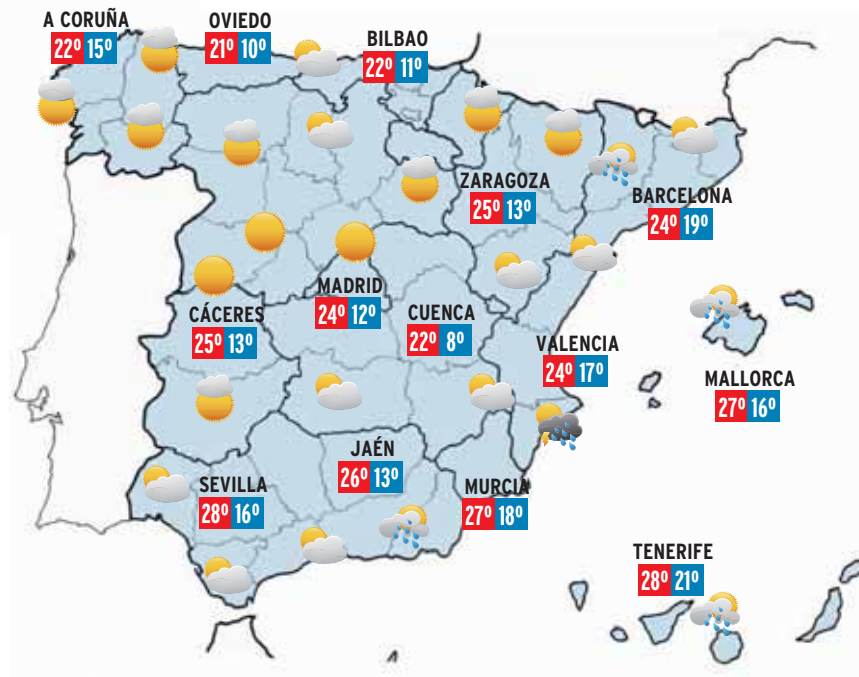 A CORUÑA
22º 15º
OVIEDO
21º 10º
BILBAO
22º 11º
ZARAGOZA
25º 13º
BARCELONA
24º 19º
MADRID
24º 12º
CÁCERES
25º 13º
CUENCA
22º 8º
VALENCIA
24º 17º
MALLORCA
27º 16º
JAÉN
26º 13º
SEVILLA
28º 16º
MURCIA
27º 18º
TENERIFE
28º 21º